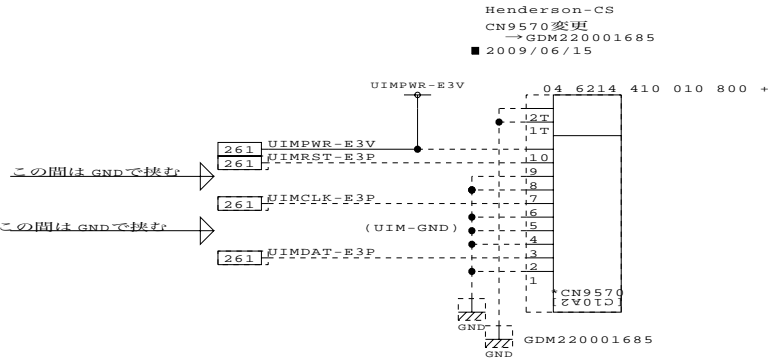 Henderson-CS
CN9570変更
→GDM220001685
■2009/06/15
UIMPWR-E3V
04 6214 410 010 800 +
2T
1T
261 UIMPWR-E3V
261 UIMRST-E3P
10
この間は GNDで挟む
9
8
261 UIMCLK-E3P
7
6
この間は GNDで挟む
(UIM-GND)
5
4
261 UIMDAT-E3P
3
2
1
*CN9570
[C10A2]
GND
GDM220001685
GND